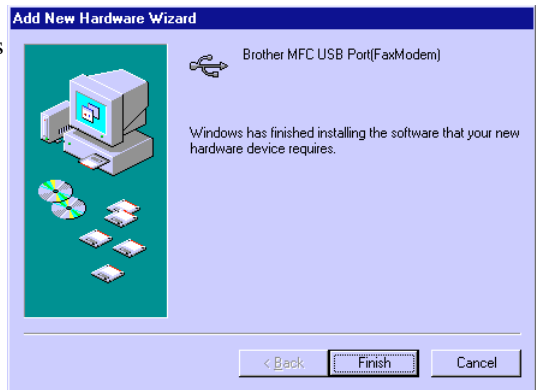 Add New Hardware Wizard
s
Brother MFC USB Port(FaxModem)
Windows has finished installing the software that your new
hardware device requires.
< Back
Finish
Cancel